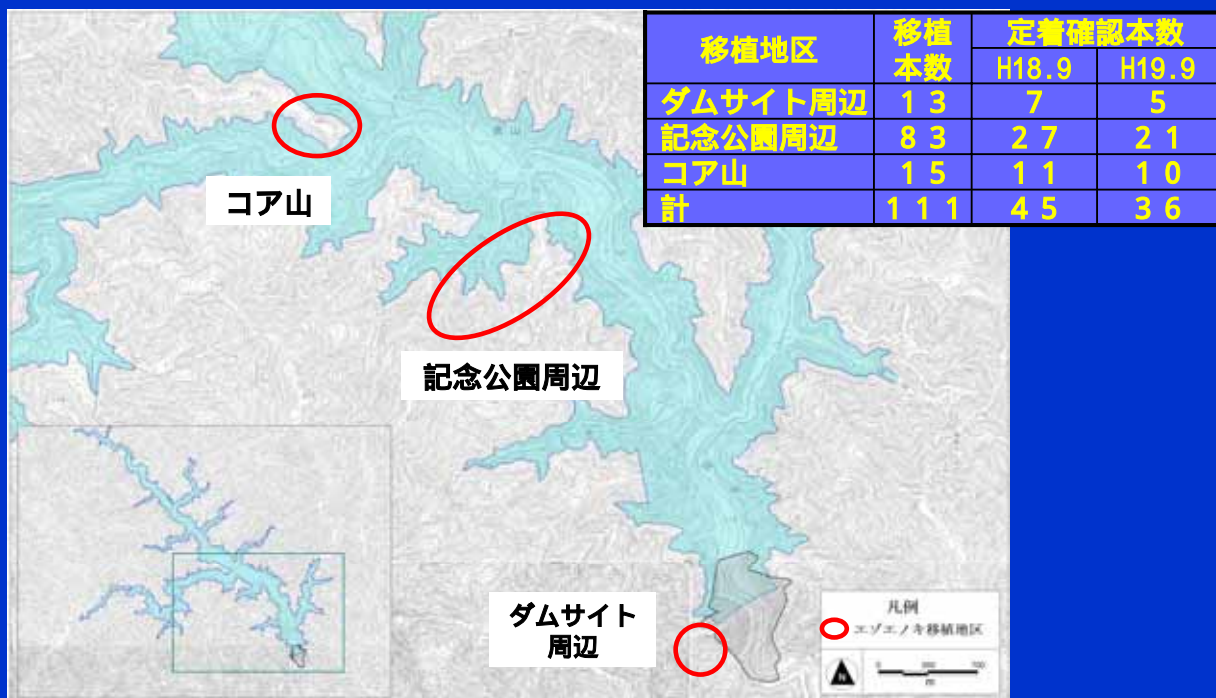 移植地区 移植本数 定着確認本数
H18.9 H19.9
ダムサイト周辺 13 7 5
記念公園周辺 83 27 21
コア山 15 11 10
計 111 45 36
コア山
記念公園周辺
ダムサイト
周辺
凡例
エゾエノキ移植地区
N
m